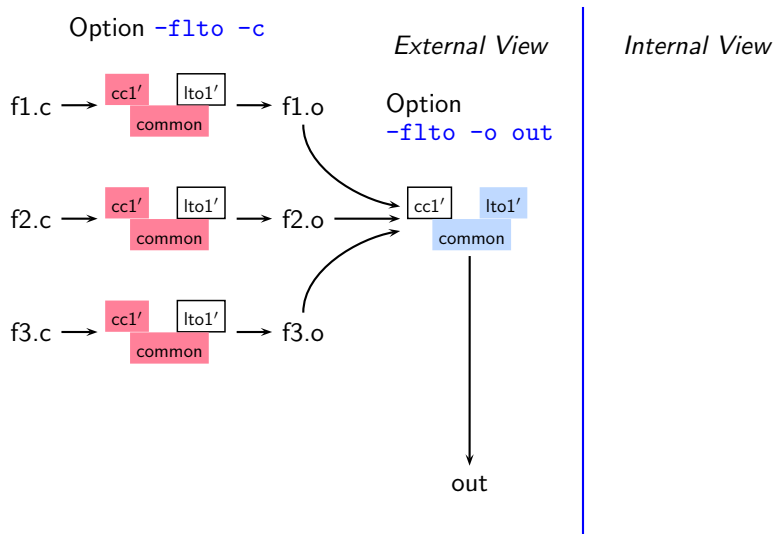 Option -flto -c
External View
Internal View
f1.c
cc1′
lto1′
common
f1.o
Option
-flto -o out
f2.c
cc1′
lto1′
common
f2.o
cc1′
lto1′
common
f3.c
cc1′
lto1′
common
f3.o
out